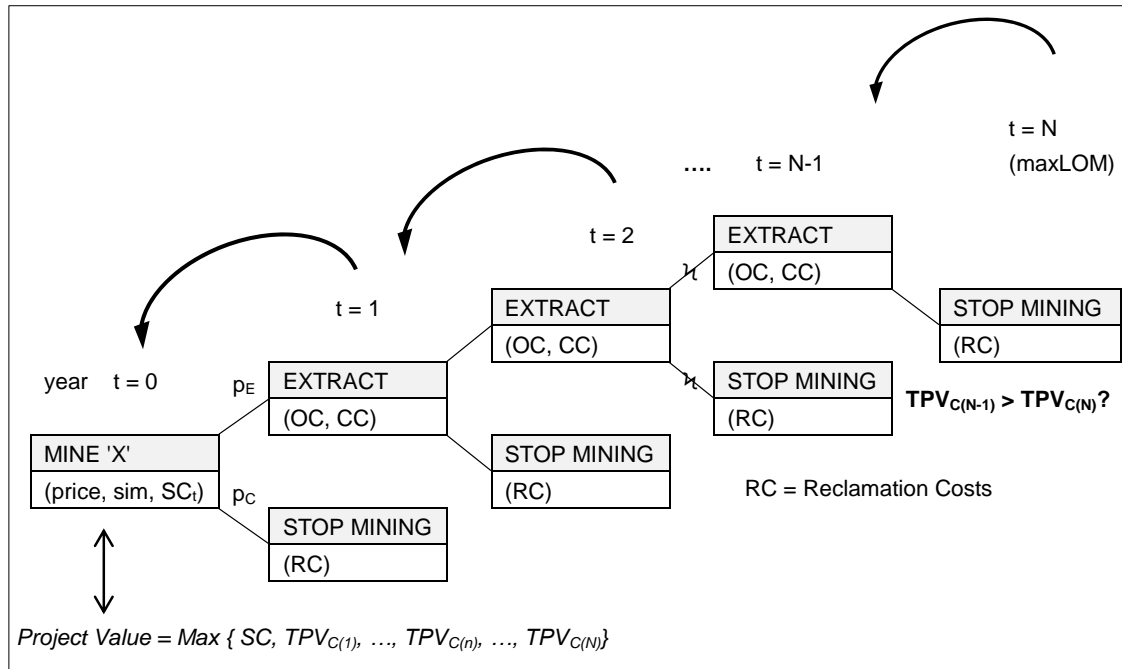 t = N
(maxLOM)
.... t = N-1
t = 2
EXTRACT
(OC, CC)
t = 1
EXTRACT
(OC, CC)
STOP MINING
(RC)
year t = 0
pE
EXTRACT
(OC, CC)
STOP MINING
(RC)
TPVC(N-1) > TPVC(N)?
MINE 'X'
(price, sim, SCt)
pC
STOP MINING
(RC)
RC = Reclamation Costs
STOP MINING
(RC)
Project Value = Max { SC, TPVC(1), …, TPVC(n), …, TPVC(N)}